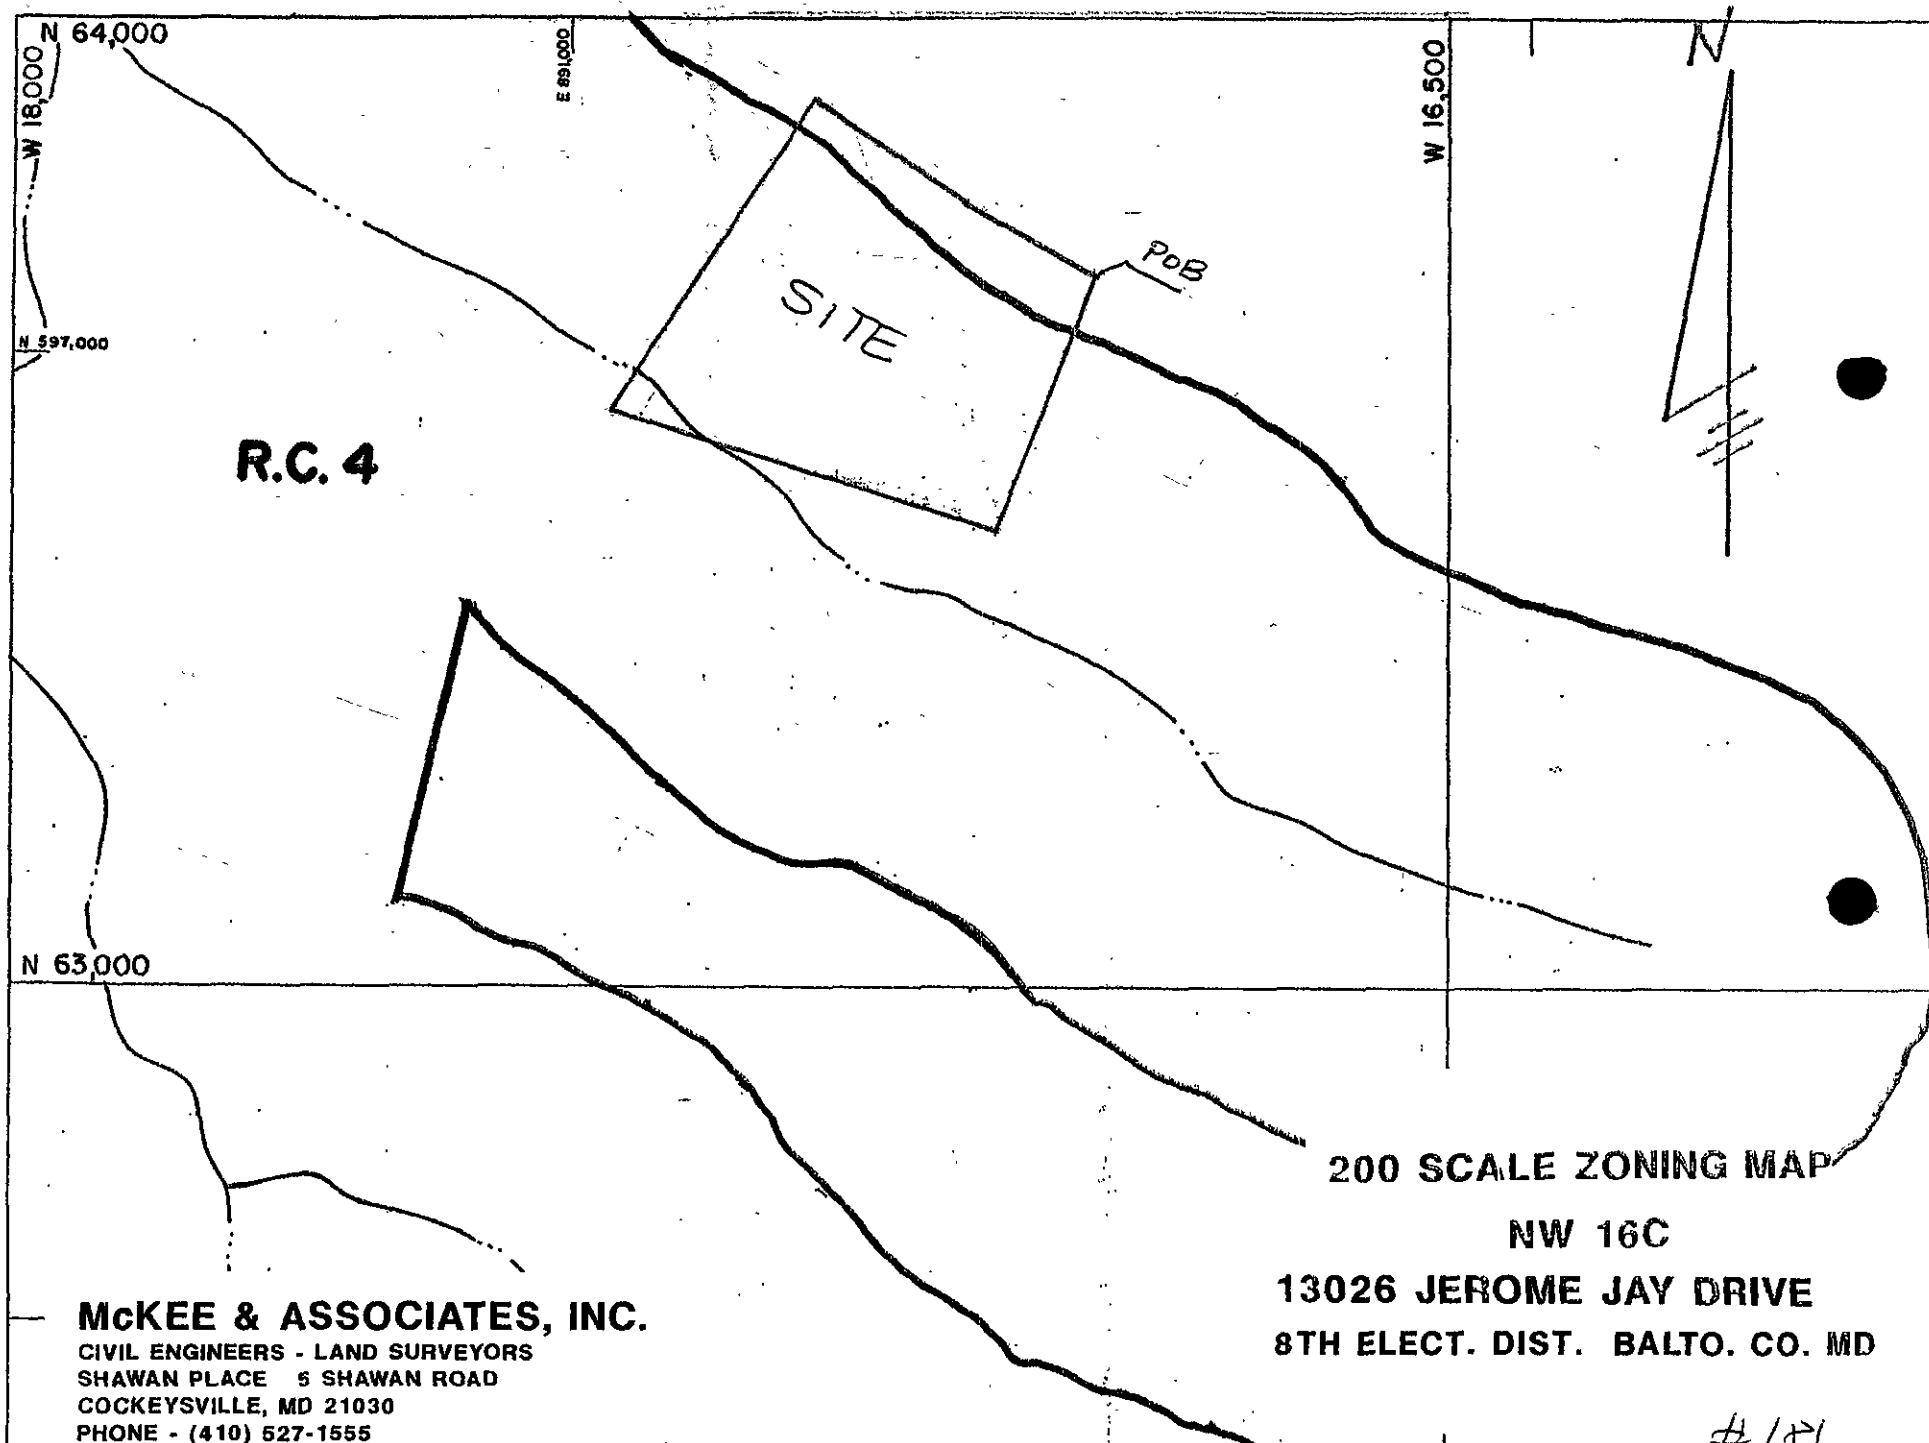 N 64,000
W 18,000
E 891,000
W 16,500
N
POB
SITE
N 597,000
R.C. 4
N 63,000
200 SCALE ZONING MAP
NW 16C
13026 JEROME JAY DRIVE
8TH ELECT. DIST. BALTO. CO. MD
McKEE & ASSOCIATES, INC.
CIVIL ENGINEERS - LAND SURVEYORS
SHAWAN PLACE 5 SHAWAN ROAD
COCKEYSVILLE, MD 21030
PHONE - (410) 527-1555